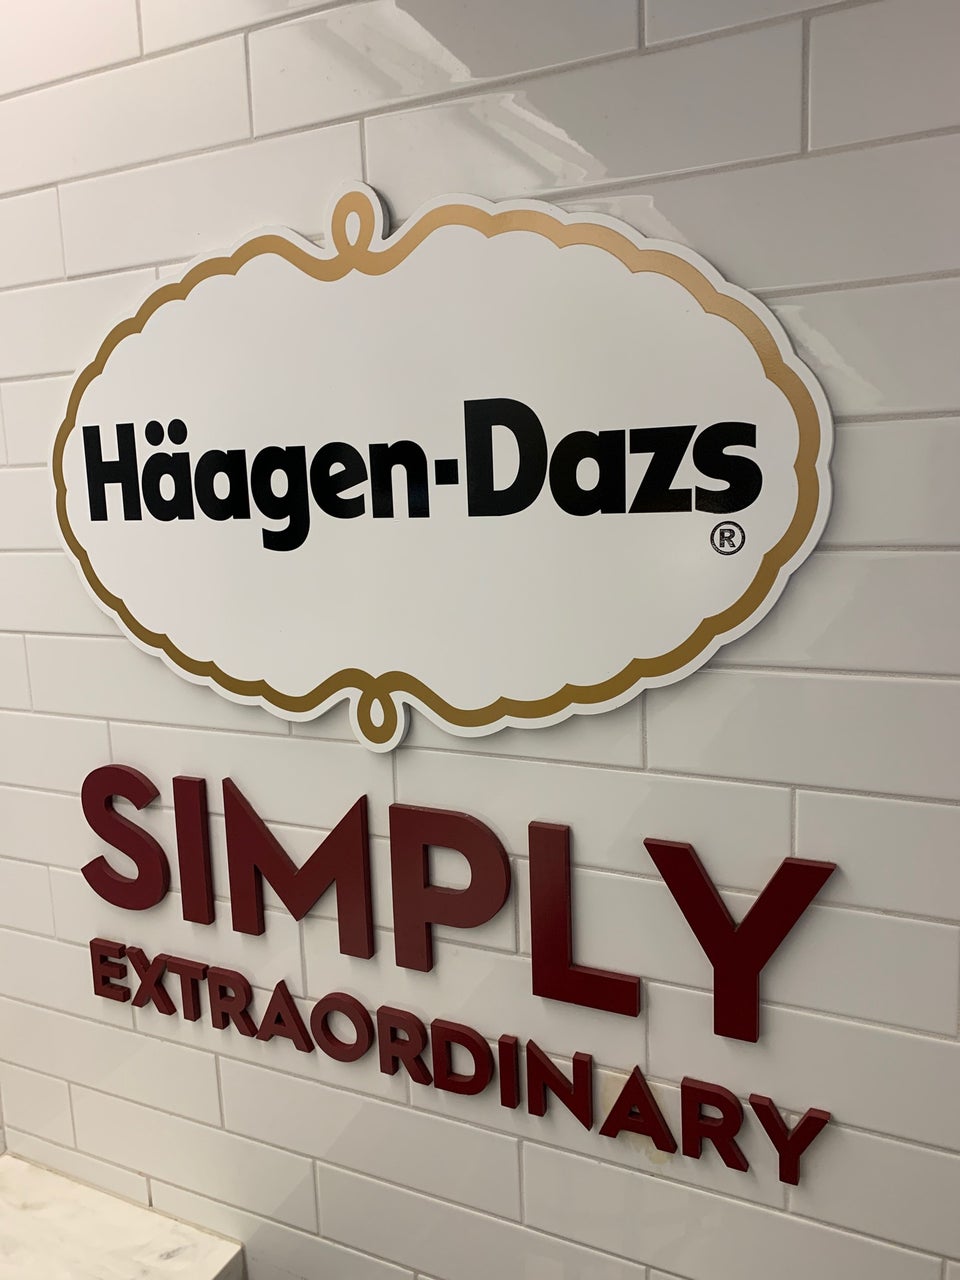 Häagen-Dazs
®
SIMPLY
EXTRAORDINARY